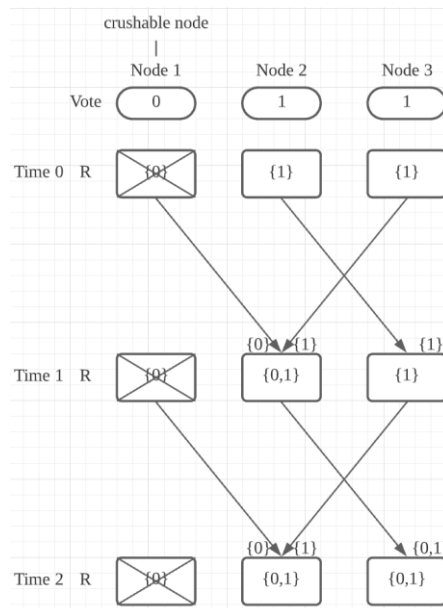 crushable node
Node 1 Node 2 Node 3
Vote 0 1 1
Time 0 R {0} {1} {1}
{0} {1} {1}
Time 1 R {0} {0,1} {1}
{0} {1} {0,1
Time 2 R {0} {0,1} {0,1}